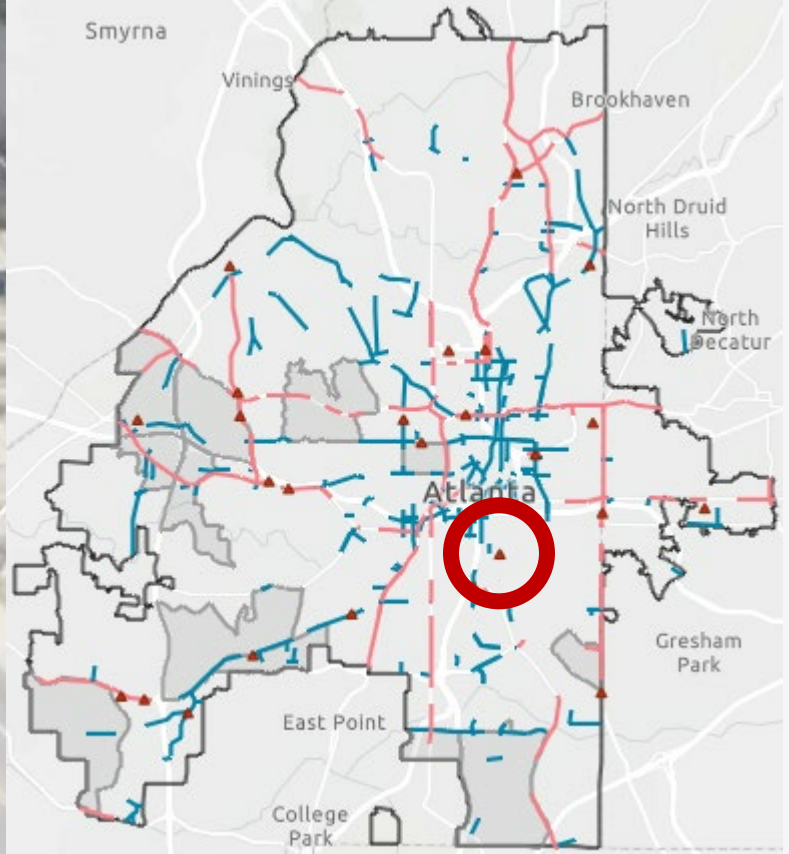 Smyrna
Vinings
Brookhaven
North Druid
Hills
North
Decatur
Atlanta
Gresham
Park
East Point
College
Park